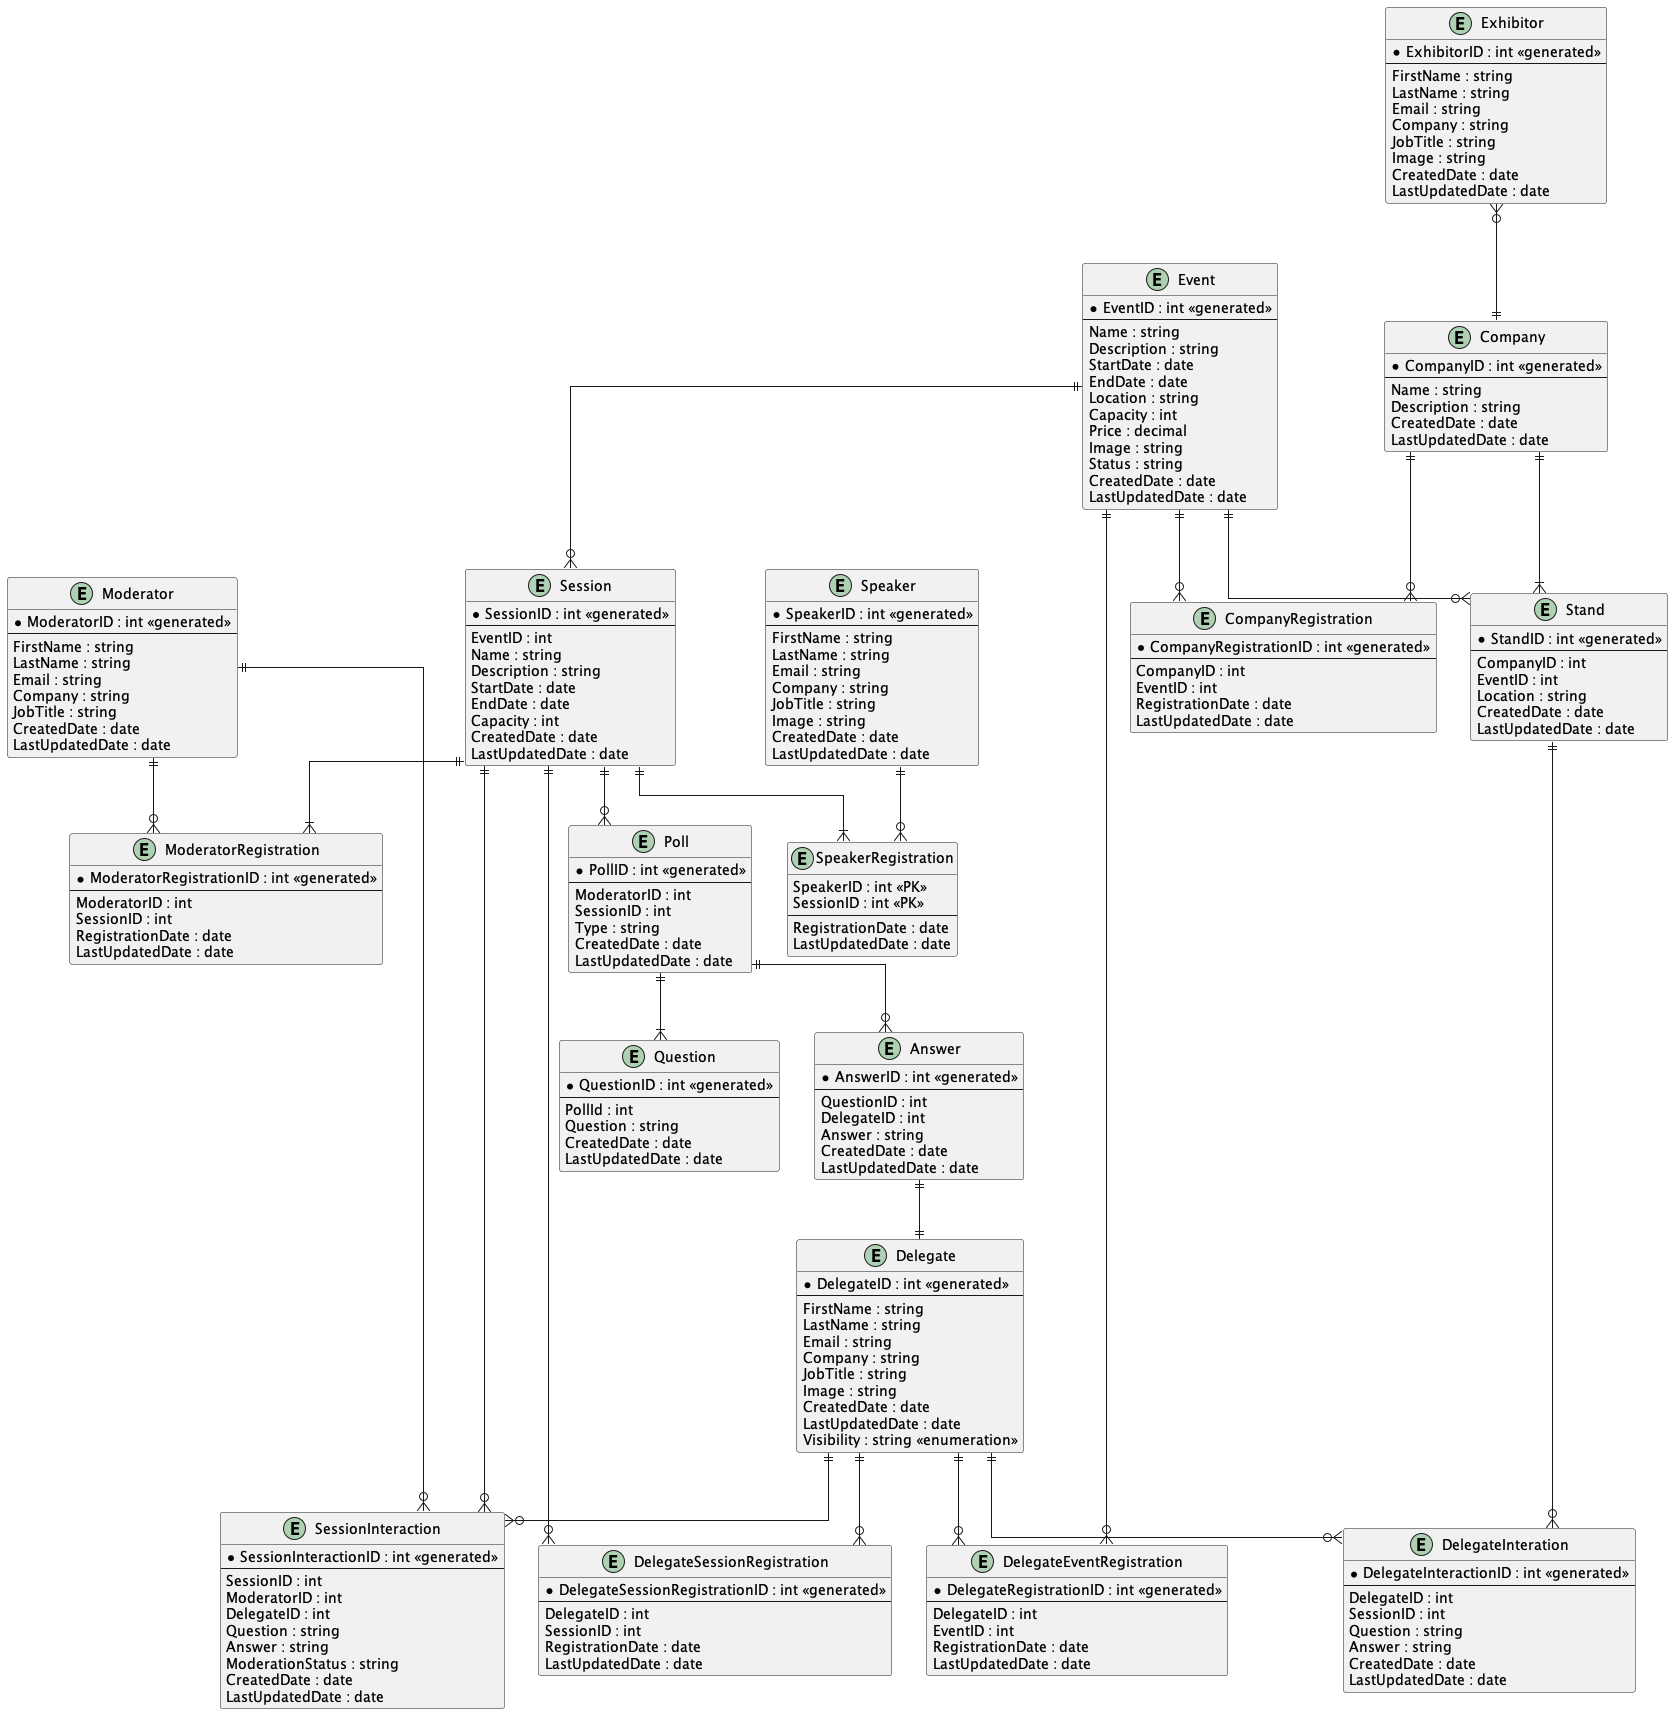 E Exhibitor
* ExhibitorID : int «generated»
FirstName : string
LastName : string
Email : string
Company : string
JobTitle : string
Image : string
CreatedDate : date
LastUpdatedDate : date
E Event
* EventID : int «generated»
Name : string
Description : string
StartDate : date
EndDate : date
Location : string
Capacity : int
Price : decimal
Image : string
Status : string
CreatedDate : date
LastUpdatedDate : date
E Company
* CompanyID : int «generated»
Name : string
Description : string
CreatedDate : date
LastUpdatedDate : date
E Moderator
* ModeratorID : int «generated»
FirstName : string
LastName : string
Email : string
Company : string
JobTitle : string
CreatedDate : date
LastUpdatedDate : date
E Session
* SessionID : int «generated»
EventID : int
Name : string
Description : string
StartDate : date
EndDate : date
Capacity : int
CreatedDate : date
LastUpdatedDate : date
E Speaker
* SpeakerID : int «generated»
FirstName : string
LastName : string
Email : string
Company : string
JobTitle : string
Image : string
CreatedDate : date
LastUpdatedDate : date
E CompanyRegistration
* CompanyRegistrationID : int «generated»
CompanyID : int
EventID : int
RegistrationDate : date
LastUpdatedDate : date
E Stand
* StandID : int «generated»
CompanyID : int
EventID : int
Location : string
CreatedDate : date
LastUpdatedDate : date
E ModeratorRegistration
* ModeratorRegistrationID : int «generated»
ModeratorID : int
SessionID : int
RegistrationDate : date
LastUpdatedDate : date
E Poll
* PollID : int «generated»
ModeratorID : int
SessionID : int
Type : string
CreatedDate : date
LastUpdatedDate : date
E SpeakerRegistration
SpeakerID : int «PK»
SessionID : int «PK»
RegistrationDate : date
LastUpdatedDate : date
E Question
* QuestionID : int «generated»
PollId : int
Question : string
CreatedDate : date
LastUpdatedDate : date
E Answer
* AnswerID : int «generated»
QuestionID : int
DelegateID : int
Answer : string
CreatedDate : date
LastUpdatedDate : date
E Delegate
* DelegateID : int «generated»
FirstName : string
LastName : string
Email : string
Company : string
JobTitle : string
Image : string
CreatedDate : date
LastUpdatedDate : date
Visibility : string «enumeration»
E SessionInteraction
* SessionInteractionID : int «generated»
SessionID : int
ModeratorID : int
DelegateID : int
Question : string
Answer : string
ModerationStatus : string
CreatedDate : date
LastUpdatedDate : date
E DelegateSessionRegistration
* DelegateSessionRegistrationID : int «generated»
DelegateID : int
SessionID : int
RegistrationDate : date
LastUpdatedDate : date
E DelegateEventRegistration
* DelegateRegistrationID : int «generated»
DelegateID : int
EventID : int
RegistrationDate : date
LastUpdatedDate : date
E DelegateInteration
* DelegateInteractionID : int «generated»
DelegateID : int
SessionID : int
Question : string
Answer : string
CreatedDate : date
LastUpdatedDate : date